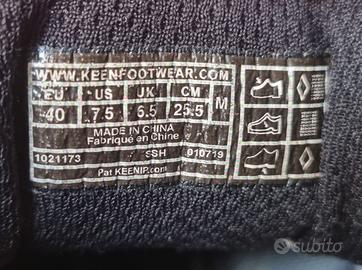 WWW.KEENFOOTWEAR.COM
EU US UK CM M
40 7.5 6.5 25.5
MADE IN CHINA
Fabriqué en Chine
1021173 SSH 010719
Pat KEENIP.com
subito